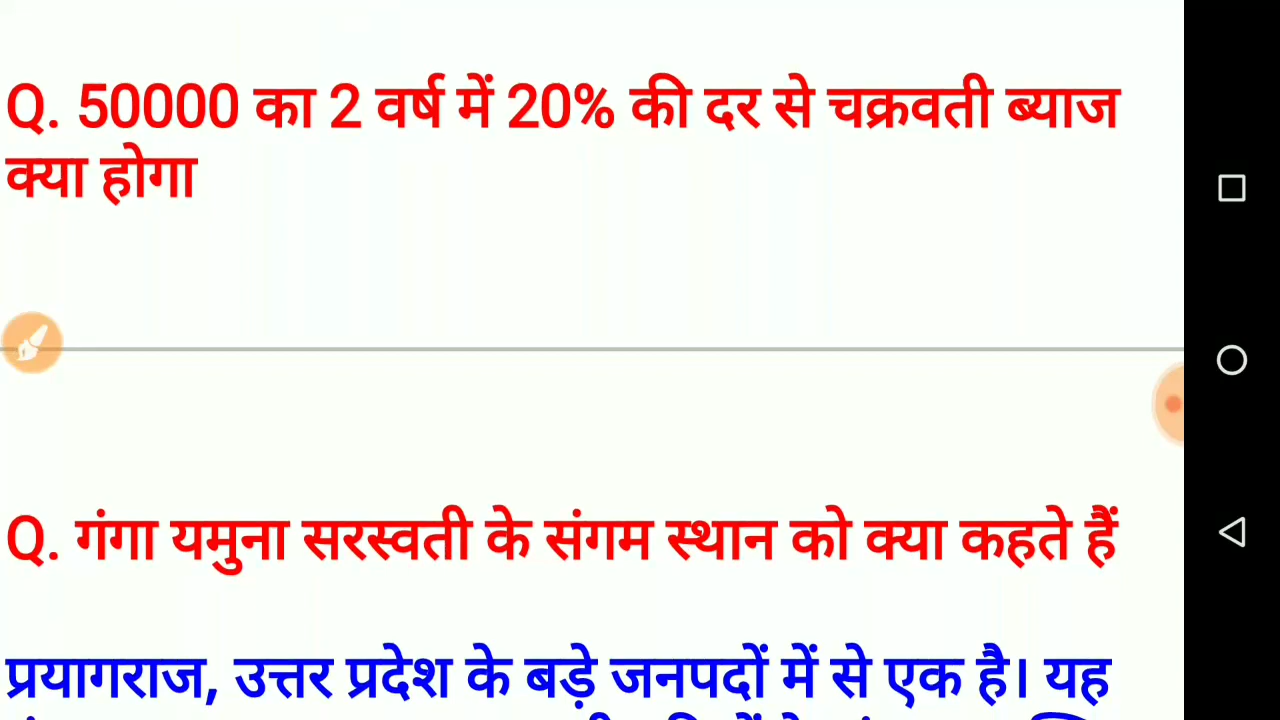 Q. 50000 का 2 वर्ष में 20% की दर से चक्रवती ब्याज
क्या होगा
Q. गंगा यमुना सरस्वती के संगम स्थान को क्या कहते हैं
प्रयागराज, उत्तर प्रदेश के बड़े जनपदों में से एक है। यह